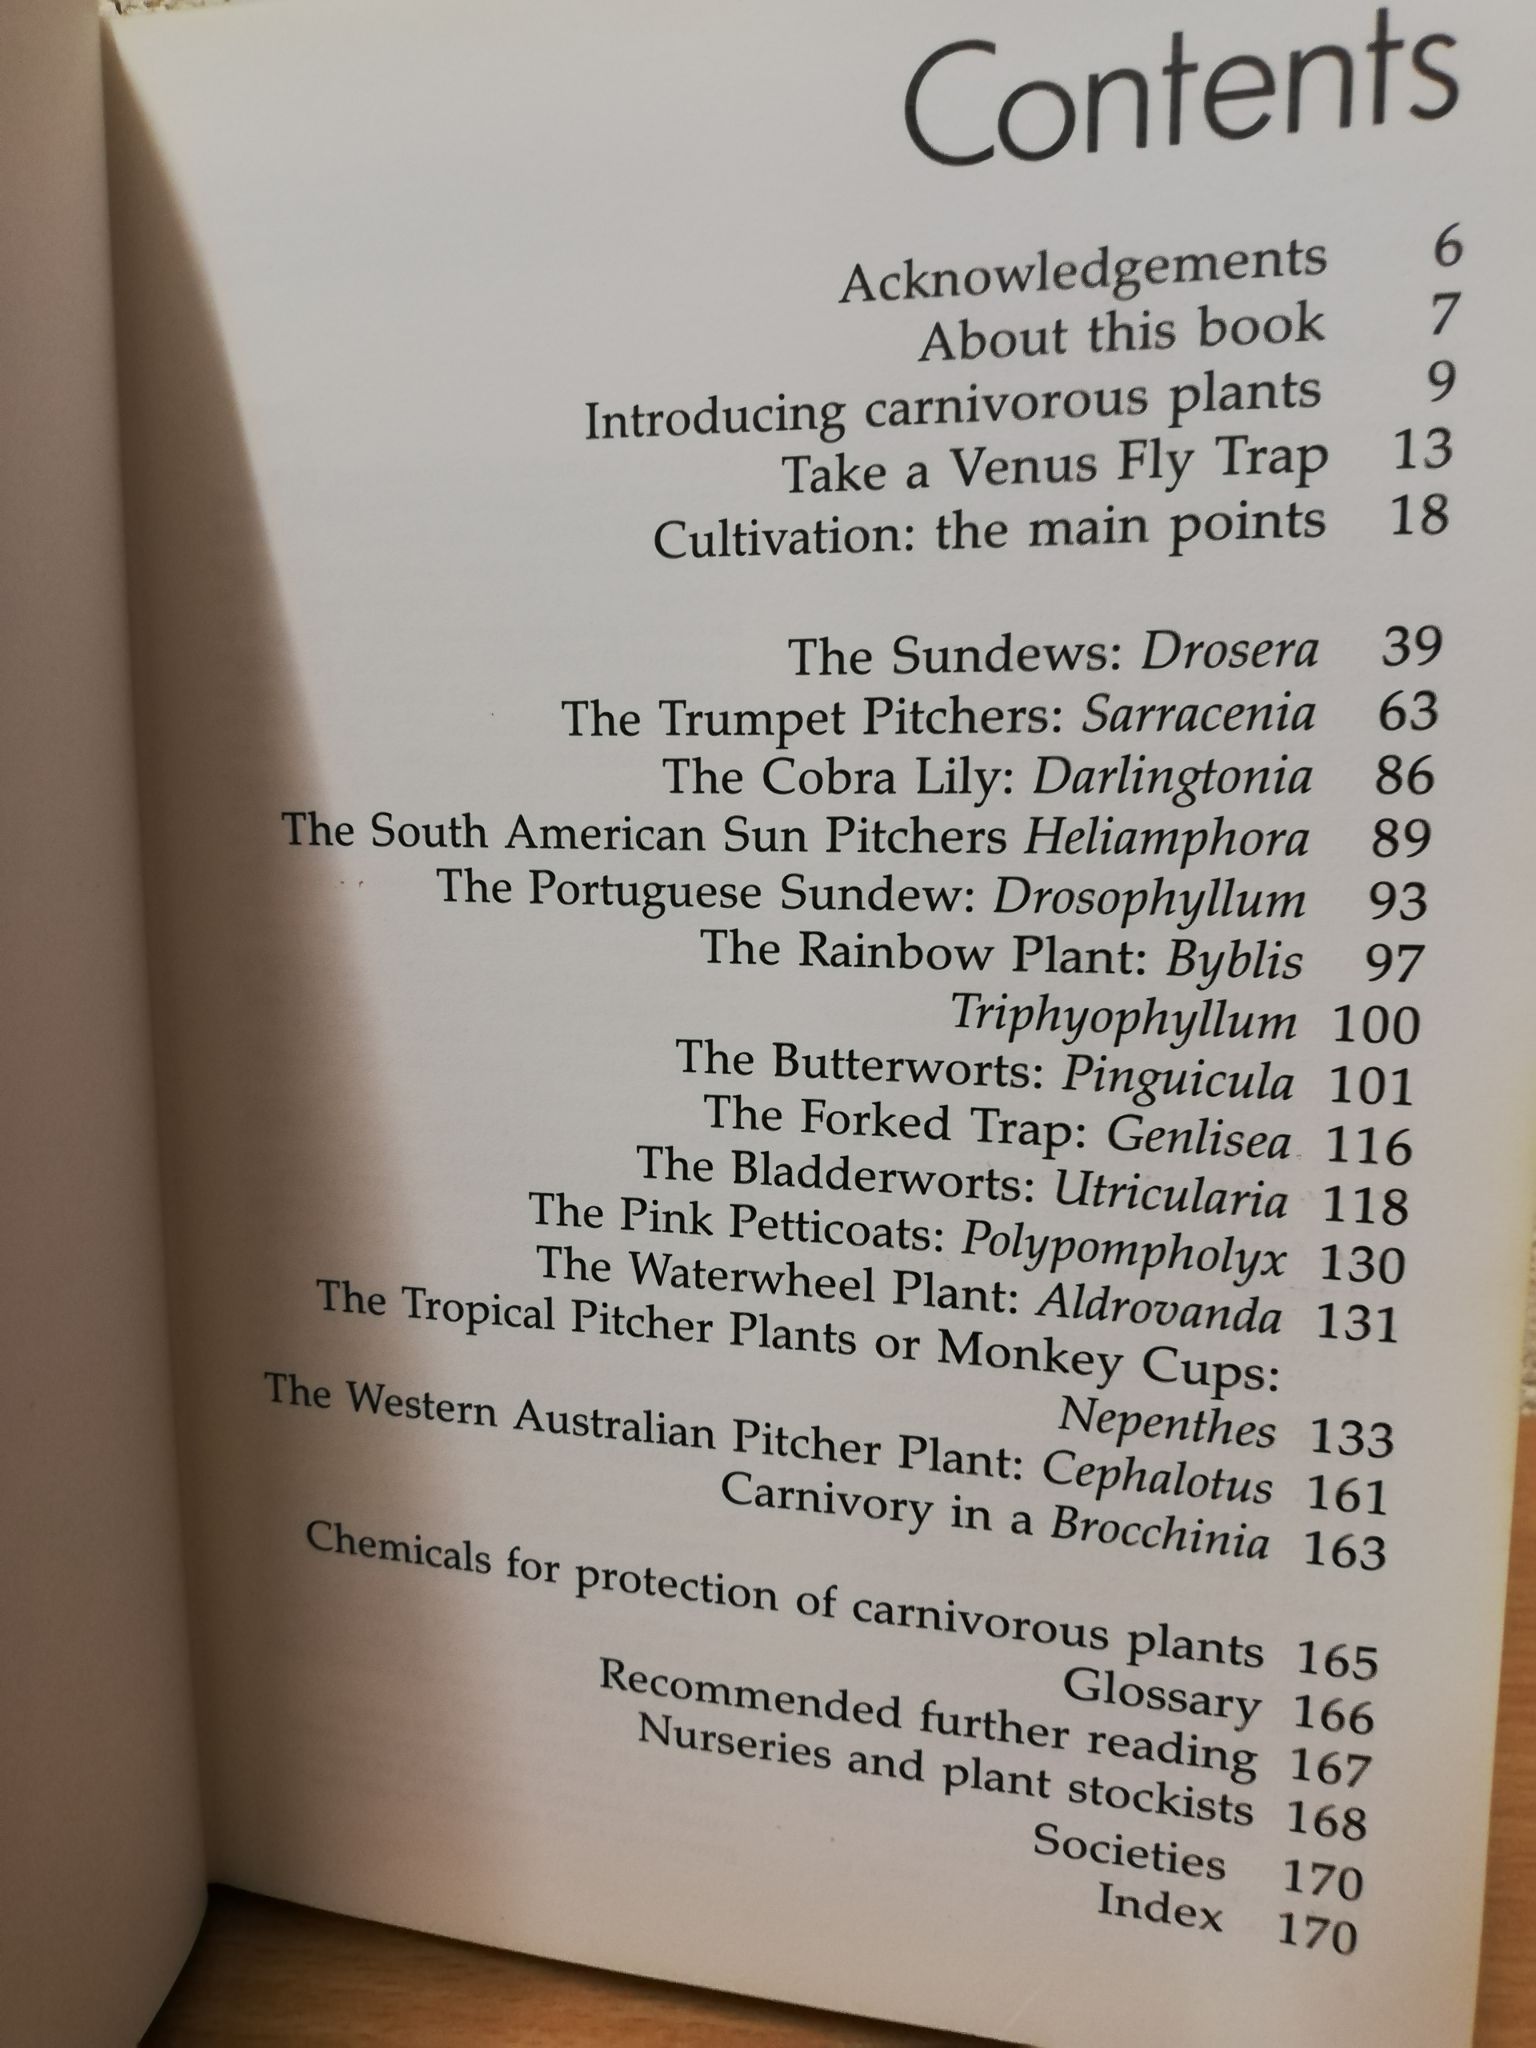 Contents
Acknowledgements 6
About this book 7
Introducing carnivorous plants 9
Take a Venus Fly Trap 13
Cultivation: the main points 18
The Sundews: Drosera 39
The Trumpet Pitchers: Sarracenia 63
The Cobra Lily: Darlingtonia 86
The South American Sun Pitchers Heliamphora 89
The Portuguese Sundew: Drosophyllum 93
The Rainbow Plant: Byblis 97
Triphyophyllum 100
The Butterworts: Pinguicula 101
The Forked Trap: Genlisea 116
The Bladderworts: Utricularia 118
The Pink Petticoats: Polypompholyx 130
The Waterwheel Plant: Aldrovanda 131
The Tropical Pitcher Plants or Monkey Cups:
Nepenthes 133
The Western Australian Pitcher Plant: Cephalotus 161
Carnivory in a Brocchinia 163
Chemicals for protection of carnivorous plants 165
Glossary 166
Recommended further reading 167
Nurseries and plant stockists 168
Societies 170
Index 170